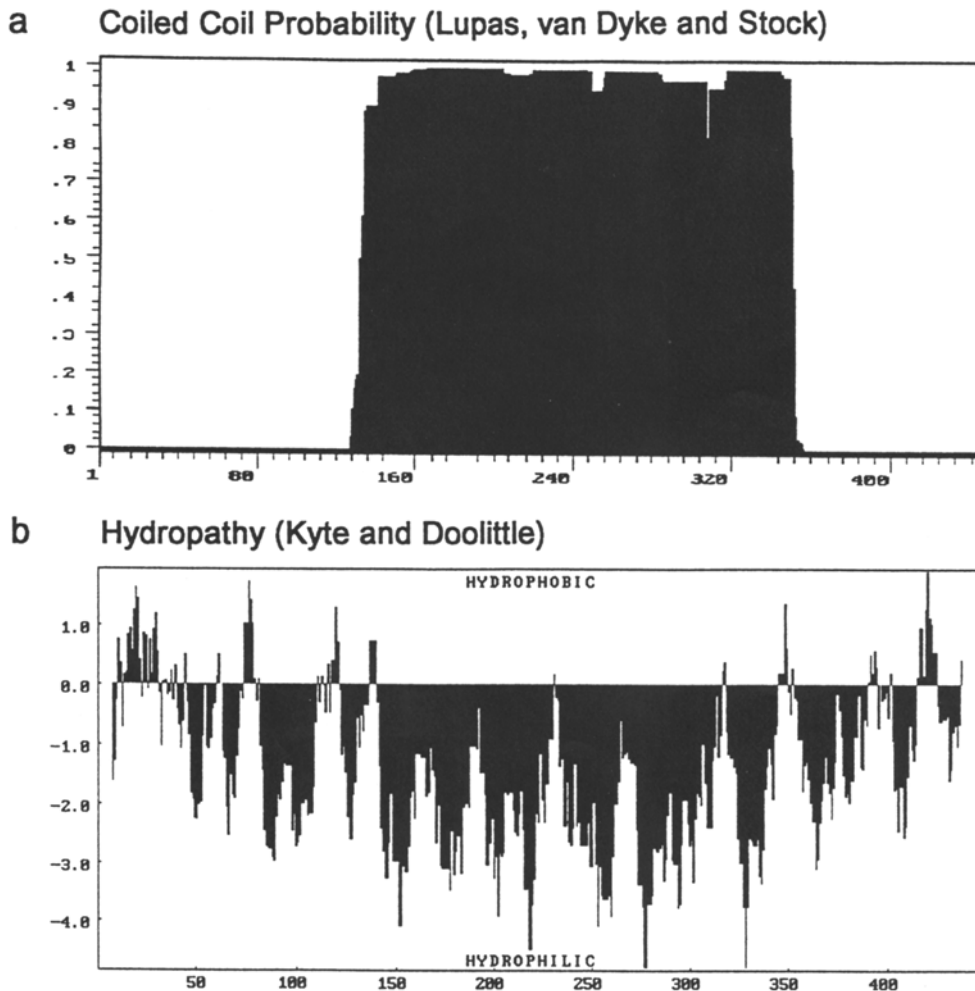 a Coiled Coil Probability (Lupas, van Dyke and Stock)
1
.9
.8
.7
.6
.5
.4
.3
.2
.1
0
1 80 160 240 320 400
b Hydropathy (Kyte and Doolittle)
HYDROPHOBIC
1.0
0.0
-1.0
-2.0
-3.0
-4.0
HYDROPHILIC
50 100 150 200 250 300 350 400